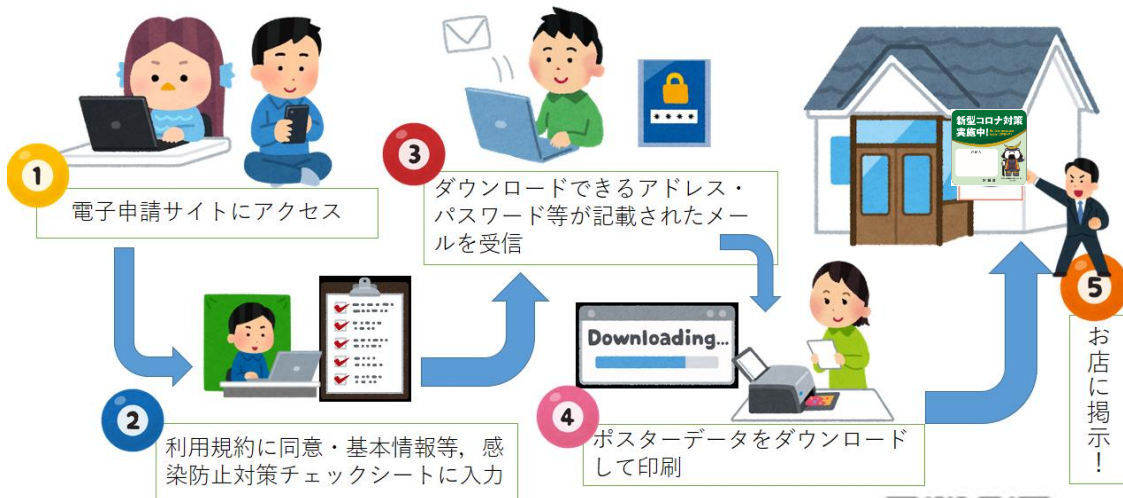 1
電子申請サイトにアクセス
2
利用規約に同意・基本情報等，感
染防止対策チェックシートに入力
3
ダウンロードできるアドレス・
パスワード等が記載されたメー
ルを受信
Downloading...
4
ポスターデータをダウンロード
して印刷
新型コロナ対策
実施中!
5
お店に掲示！